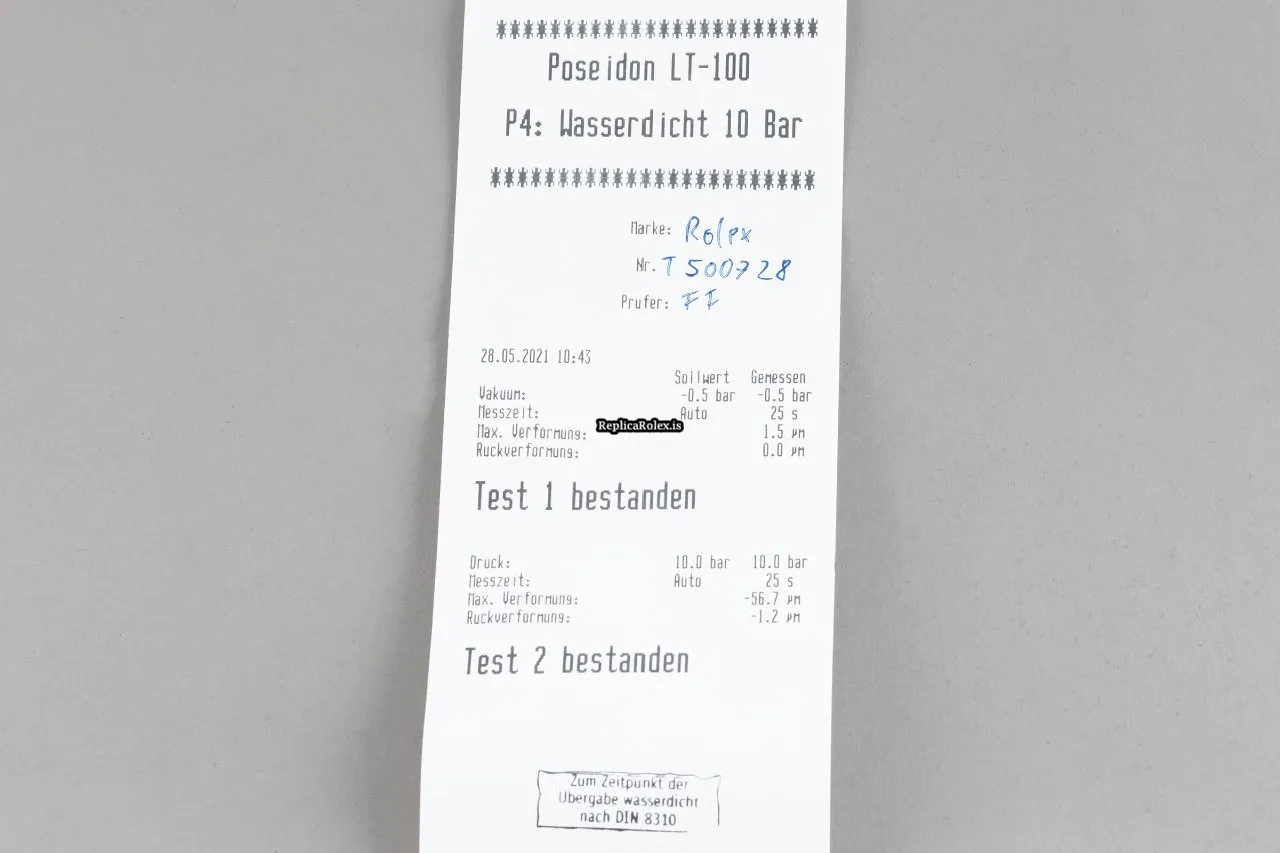 ************************
Poseidon LT-100
P4: Wasserdicht 10 Bar
************************
Marke: Rolex
Nr. T 500728
Prufer: FF
28.05.2021 10:43
Sollwert Gemessen
Vakuum: -0.5 bar -0.5 bar
Messzeit: Auto 25 s
ReplicaRolex.is
Max. Verformung: 1.5 µm
Ruckverformung: 0.0 µm
Test 1 bestanden
Druck: 10.0 bar 10.0 bar
Messzeit: Auto 25 s
Max. Verformung: -56.7 µm
Ruckverformung: -1.2 µm
Test 2 bestanden
Zum Zeitpunkt der
Übergabe wasserdicht
nach DIN 8310